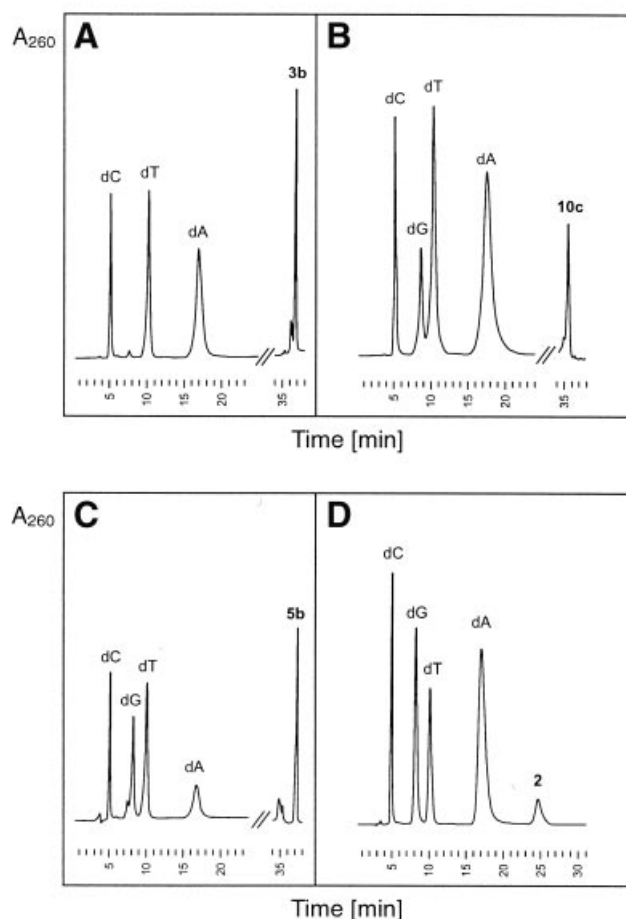 A260 A B
3b
dC dT dA
dC dG dT dA 10c
5 10 15 20 35
5 10 15 20 35
Time [min]
A260 C D
5b
dC dG dT dA
dC dG dT dA 2
5 10 15 20 35
5 10 15 20 25 30
Time [min]